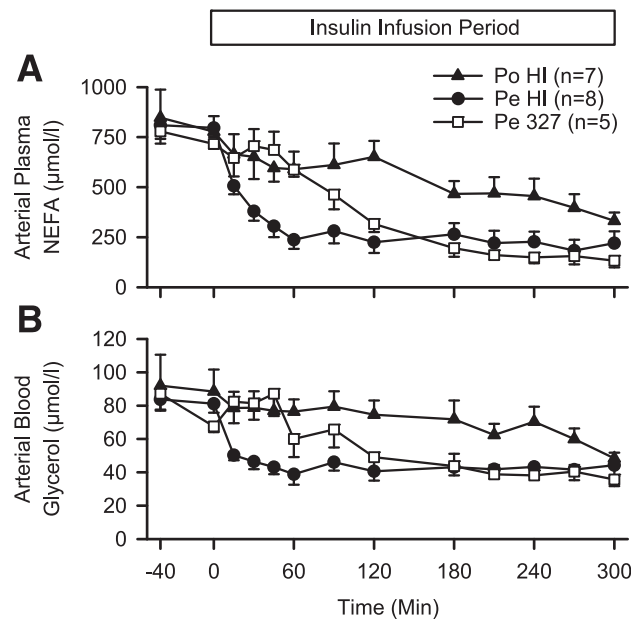 Insulin Infusion Period
A
Po HI (n=7)
Pe HI (n=8)
Pe 327 (n=5)
Arterial Plasma
NEFA (μmol/l)
1000
750
500
250
0
B
Arterial Blood
Glycerol (μmol/l)
120
100
80
60
40
20
0
-40 0 60 120 180 240 300
Time (Min)